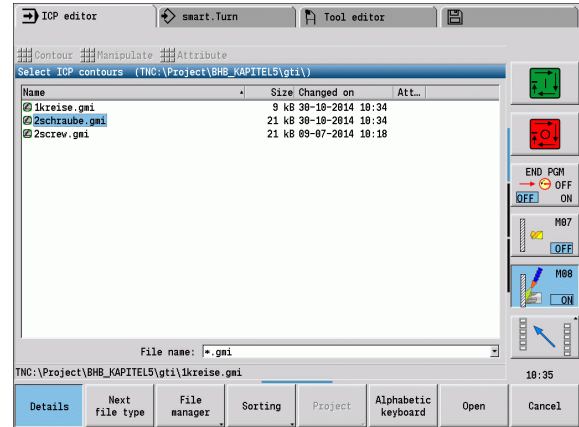 ICP editor
smart.Turn
Tool editor
Contour Manipulate Attribute
Select ICP contours (TNC:\Project\BHB_KAPITEL5\gti\)
Name Size Changed on Att…
1kreise.gmi 9 kB 30-10-2014 10:34
2schraube.gmi 21 kB 30-10-2014 10:34
2screw.gmi 21 kB 09-07-2014 10:18
File name: *.gmi
TNC:\Project\BHB_KAPITEL5\gti\1kreise.gmi
END PGM
OFF
OFF ON
M07
OFF
M08
ON
10:35
Details
Next file type
File manager
Sorting
Project
Alphabetic keyboard
Open
Cancel